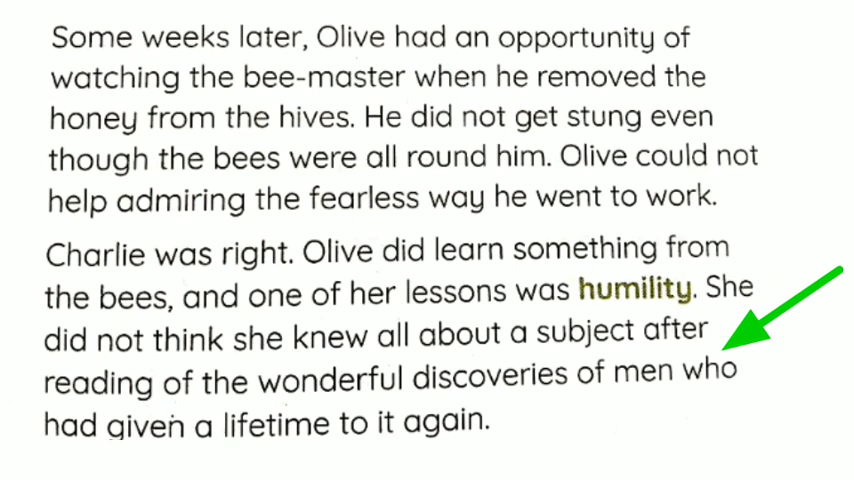 Some weeks later, Olive had an opportunity of
watching the bee-master when he removed the
honey from the hives. He did not get stung even
though the bees were all round him. Olive could not
help admiring the fearless way he went to work.
Charlie was right. Olive did learn something from
the bees, and one of her lessons was humility. She
did not think she knew all about a subject after
reading of the wonderful discoveries of men who
had given a lifetime to it again.